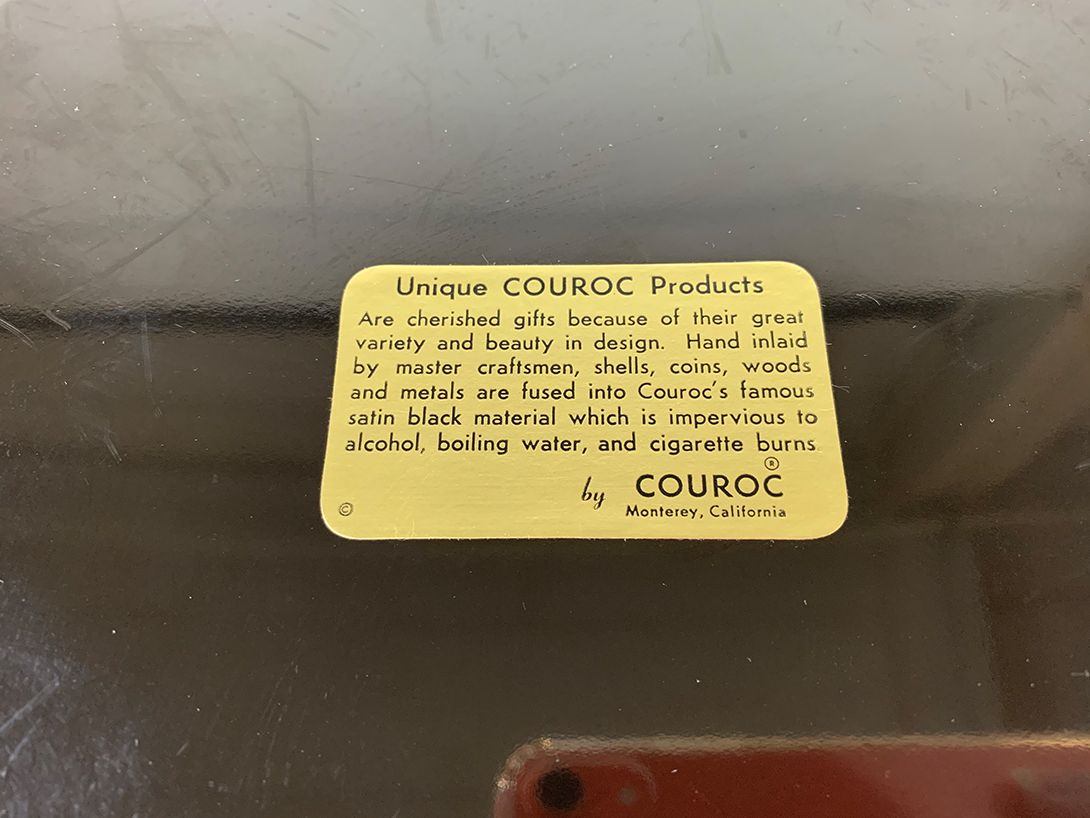 Unique COUROC Products
Are cherished gifts because of their great
variety and beauty in design. Hand inlaid
by master craftsmen, shells, coins, woods
and metals are fused into Couroc's famous
satin black material which is impervious to
alcohol, boiling water, and cigarette burns
by COUROC®
© Monterey, California